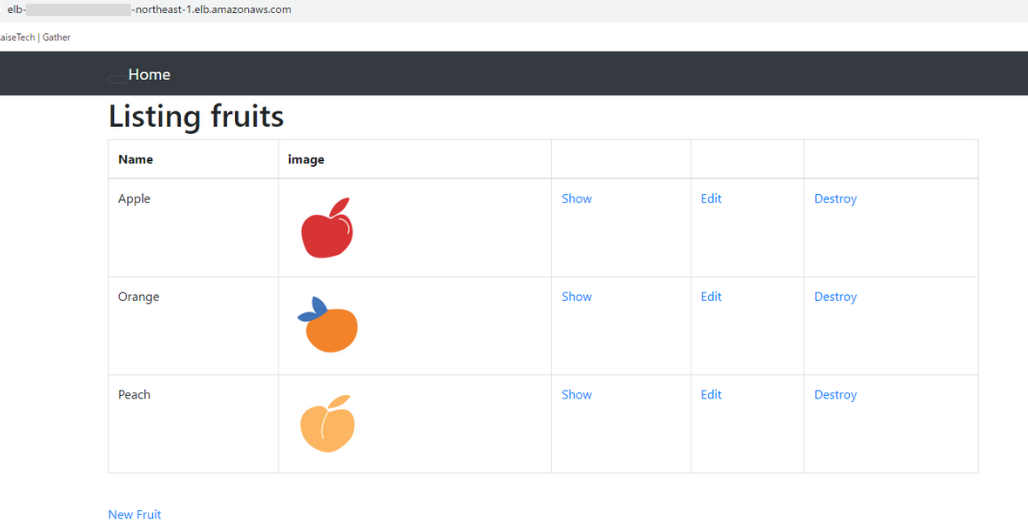 elb- -northeast-1.elb.amazonaws.com
aiseTech | Gather
Home
Listing fruits
Name image
Apple Show Edit Destroy
Orange Show Edit Destroy
Peach Show Edit Destroy
New Fruit